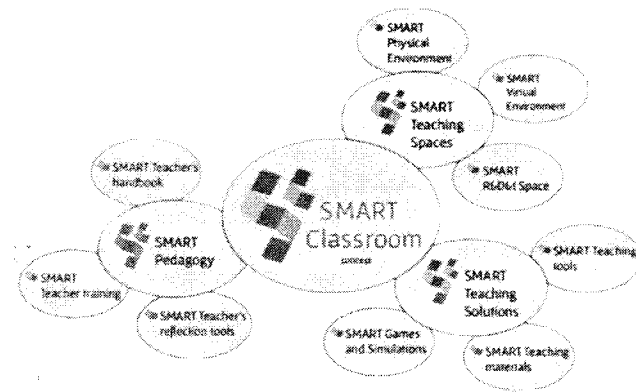 SMART
Physical
Environment
SMART
Virtual
Environment
SMART
Teaching
Spaces
SMART
R&D&I Space
SMART Teacher's
handbook
SMART
Classroom
concept
SMART
Pedagogy
SMART
Teacher training
SMART Teacher's
reflection tools
SMART
Teaching
Solutions
SMART Teaching
tools
SMART Games
and Simulations
SMART Teaching
materials